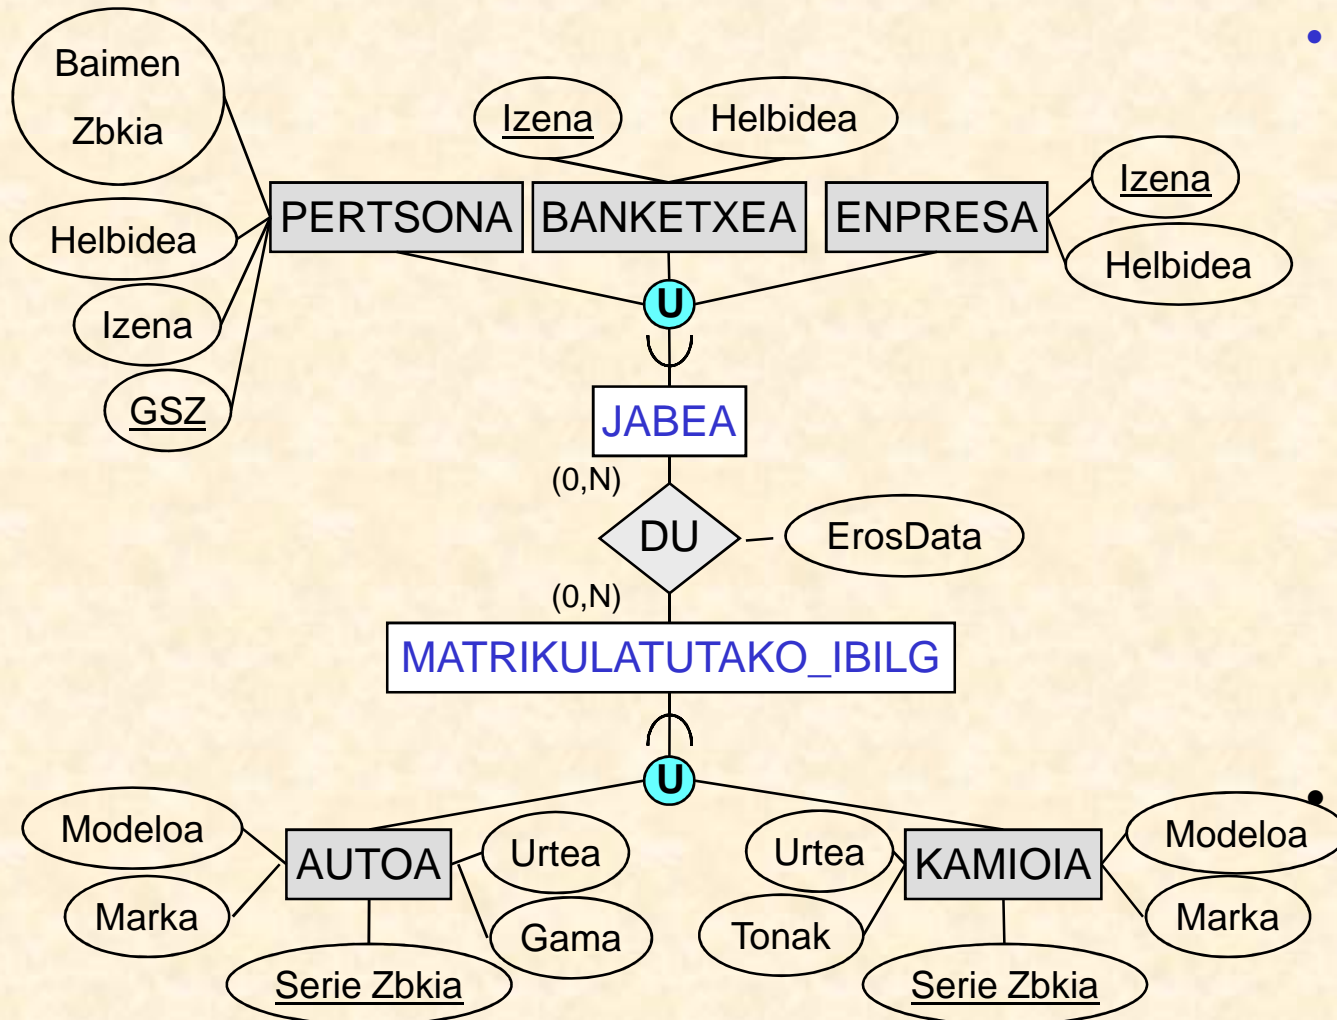 Baimen
Zbkia
Izena
Helbidea
Izena
PERTSONA
BANKETXEA
ENPRESA
Helbidea
Helbidea
Izena
U
GSZ
JABEA
(0,N)
DU
ErosData
(0,N)
MATRIKULATUTAKO_IBILG
U
Modeloa
Urtea
Urtea
Modeloa
AUTOA
KAMIOIA
Marka
Gama
Tonak
Marka
Serie Zbkia
Serie Zbkia